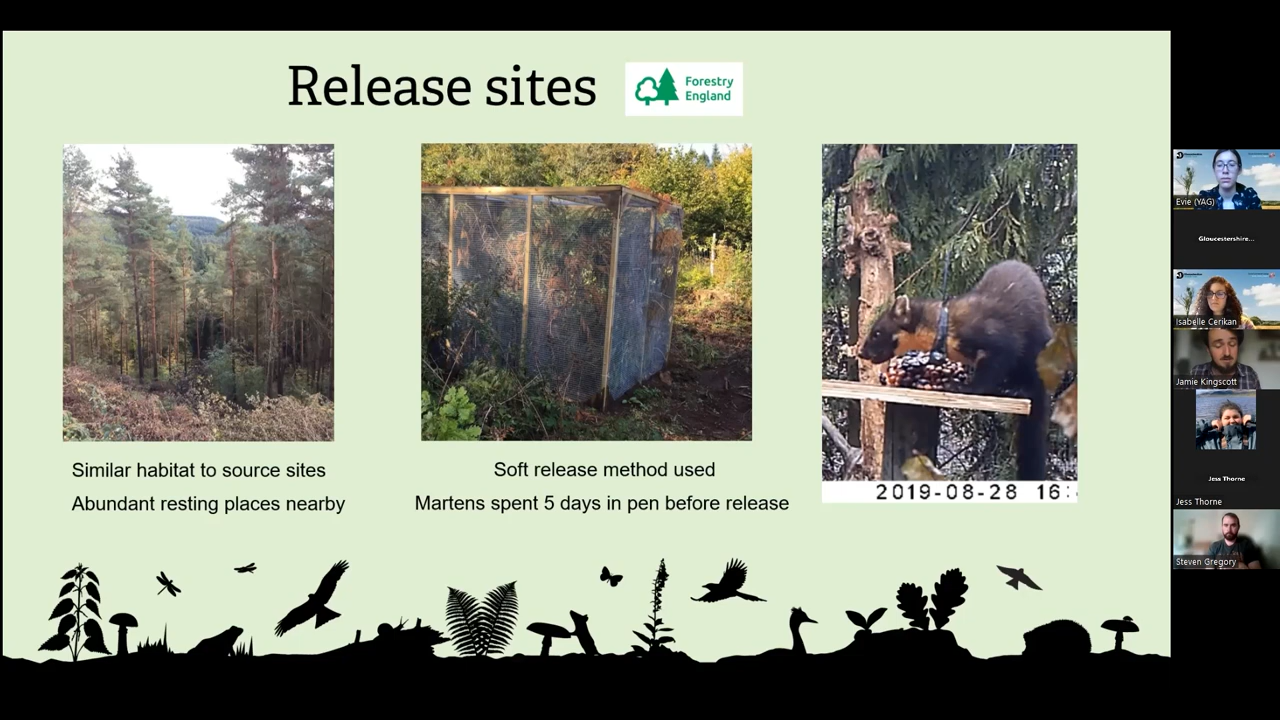 Release sites
Forestry
England
Similar habitat to source sites
Abundant resting places nearby
Soft release method used
Martens spent 5 days in pen before release
2019-08-28 16:
Evie (YAG)
Gloucestershire...
Isabelle Cerikan
Jamie Kingscott
Jess Thorne
Jess Thorne
Steven Gregory